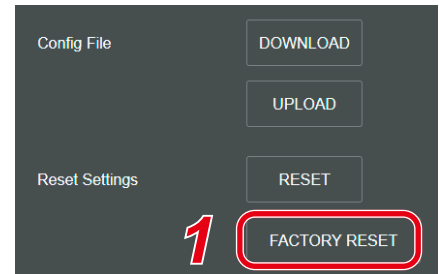 Config File DOWNLOAD
UPLOAD
Reset Settings RESET
1 FACTORY RESET